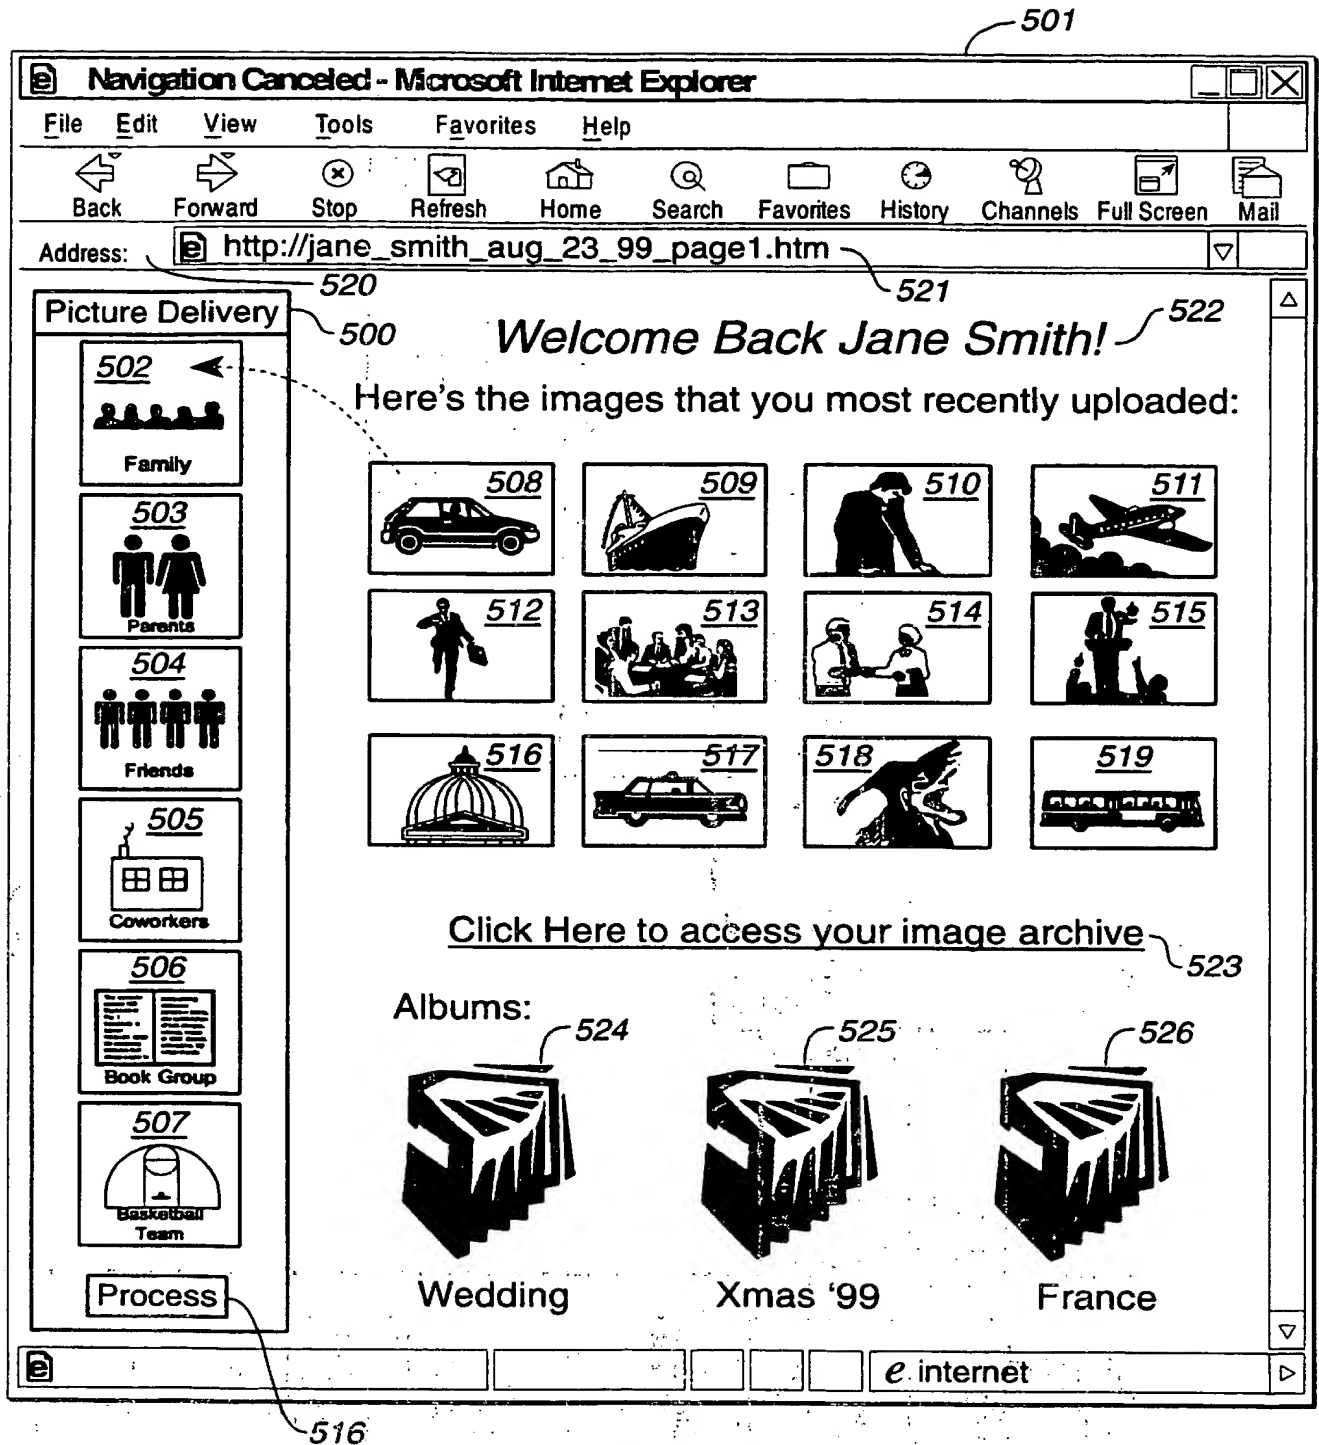 501
Navigation Canceled - Microsoft Internet Explorer
File Edit View Tools Favorites Help
Back Forward Stop Refresh Home Search Favorites History Channels Full Screen Mail
Address: http://jane_smith_aug_23_99_page1.htm
520 521
Picture Delivery 500
Welcome Back Jane Smith! 522
Here's the images that you most recently uploaded:
502
Family
503
Parents
504
Friends
505
Coworkers
506
Book Group
507
Basketball
Team
Process
508 509 510 511
512 513 514 515
516 517 518 519
Click Here to access your image archive
523
Albums:
524 525 526
Wedding Xmas '99 France
e internet
516